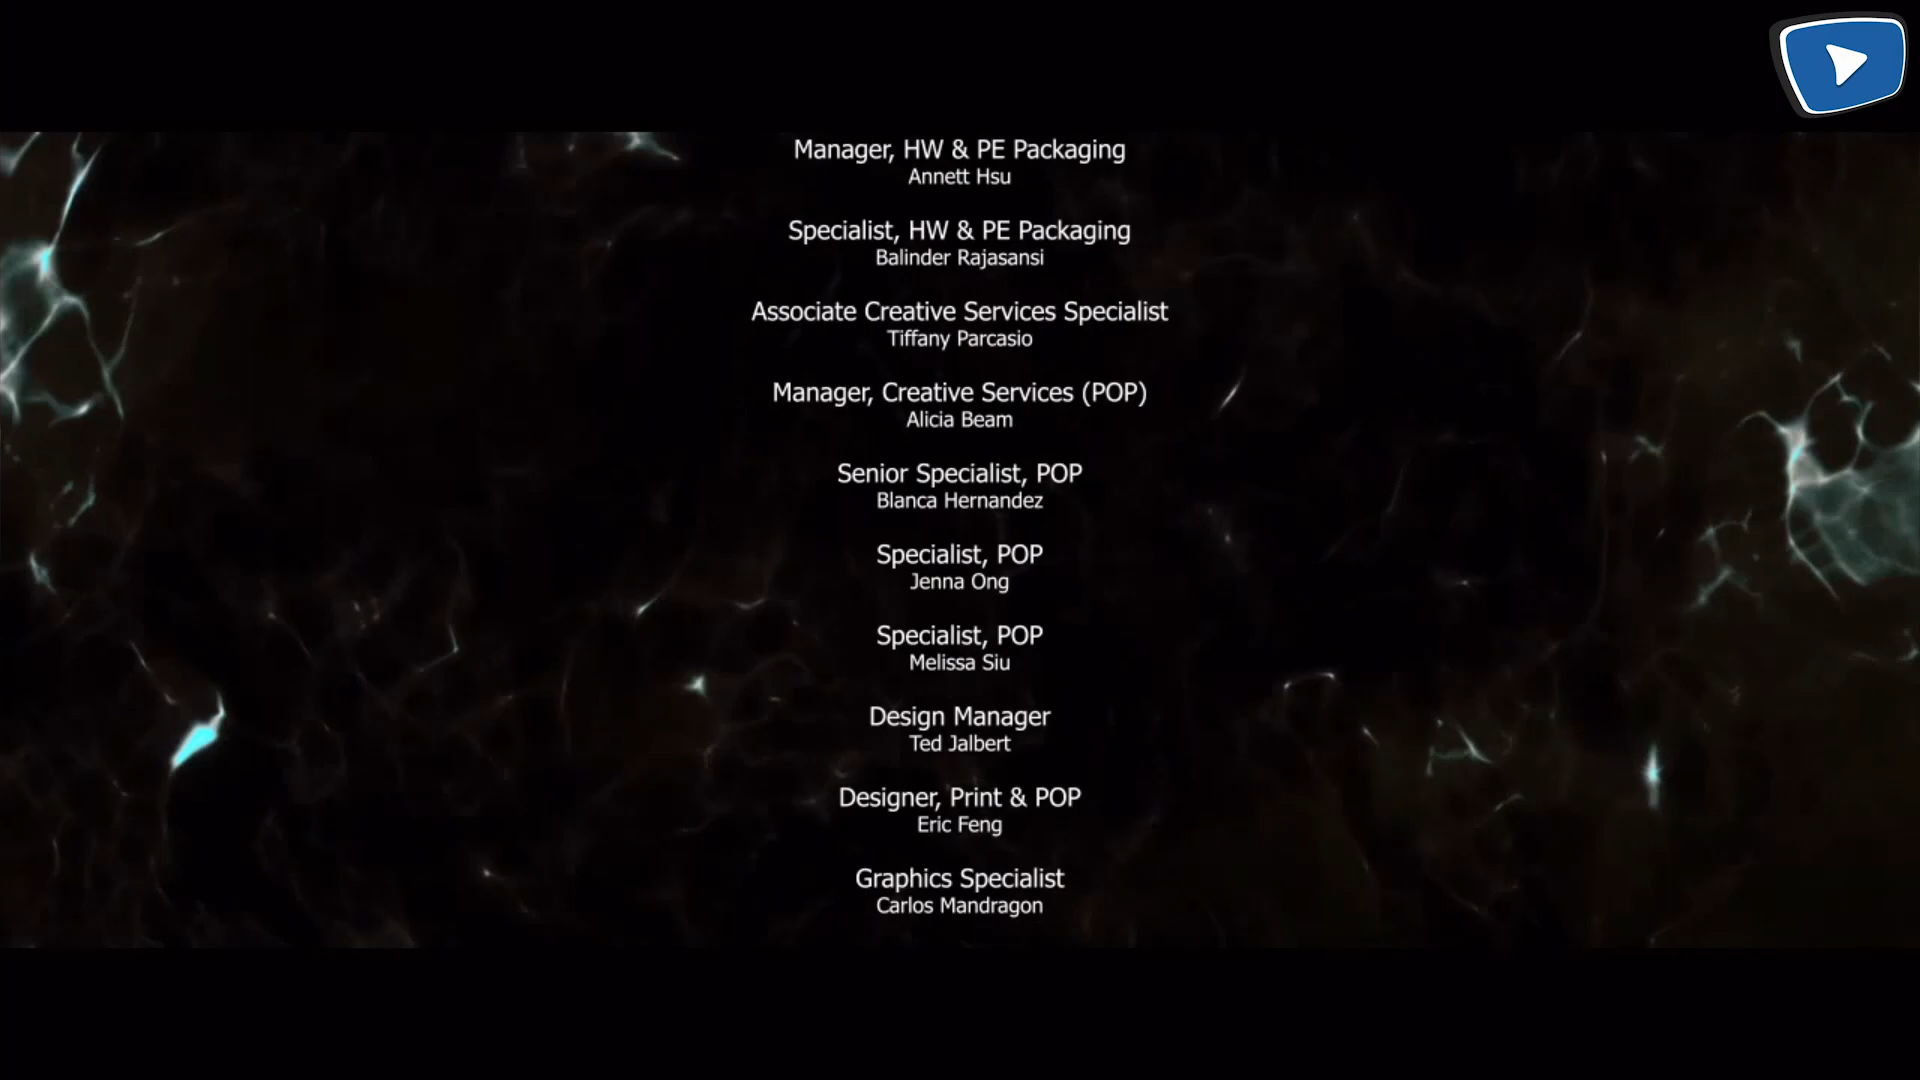 Manager, HW & PE Packaging
Annett Hsu
Specialist, HW & PE Packaging
Balinder Rajasansi
Associate Creative Services Specialist
Tiffany Parcasio
Manager, Creative Services (POP)
Alicia Beam
Senior Specialist, POP
Blanca Hernandez
Specialist, POP
Jenna Ong
Specialist, POP
Melissa Siu
Design Manager
Ted Jalbert
Designer, Print & POP
Eric Feng
Graphics Specialist
Carlos Mandragon